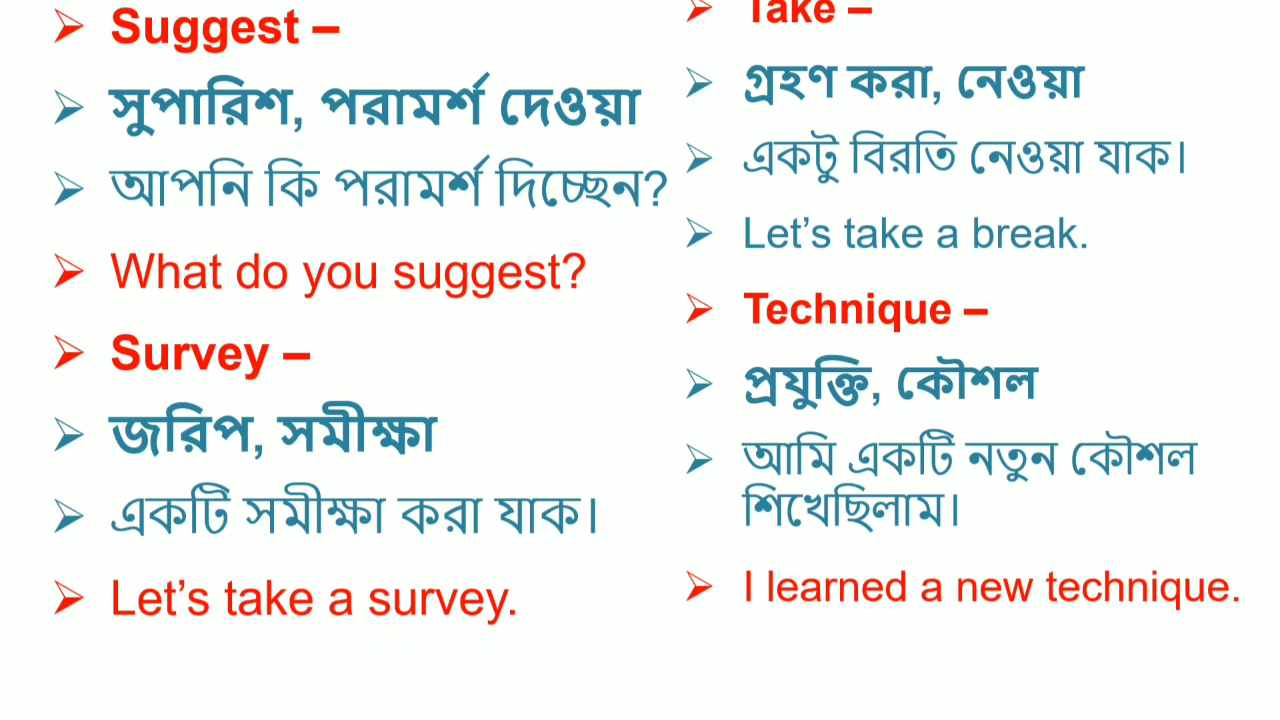 Suggest –
সুপারিশ, পরামর্শ দেওয়া
আপনি কি পরামর্শ দিচ্ছেন?
What do you suggest?
Survey –
জরিপ, সমীক্ষা
একটি সমীক্ষা করা যাক।
Let’s take a survey.
Take –
গ্রহণ করা, নেওয়া
একটু বিরতি নেওয়া যাক।
Let’s take a break.
Technique –
প্রযুক্তি, কৌশল
আমি একটি নতুন কৌশল
শিখেছিলাম।
I learned a new technique.